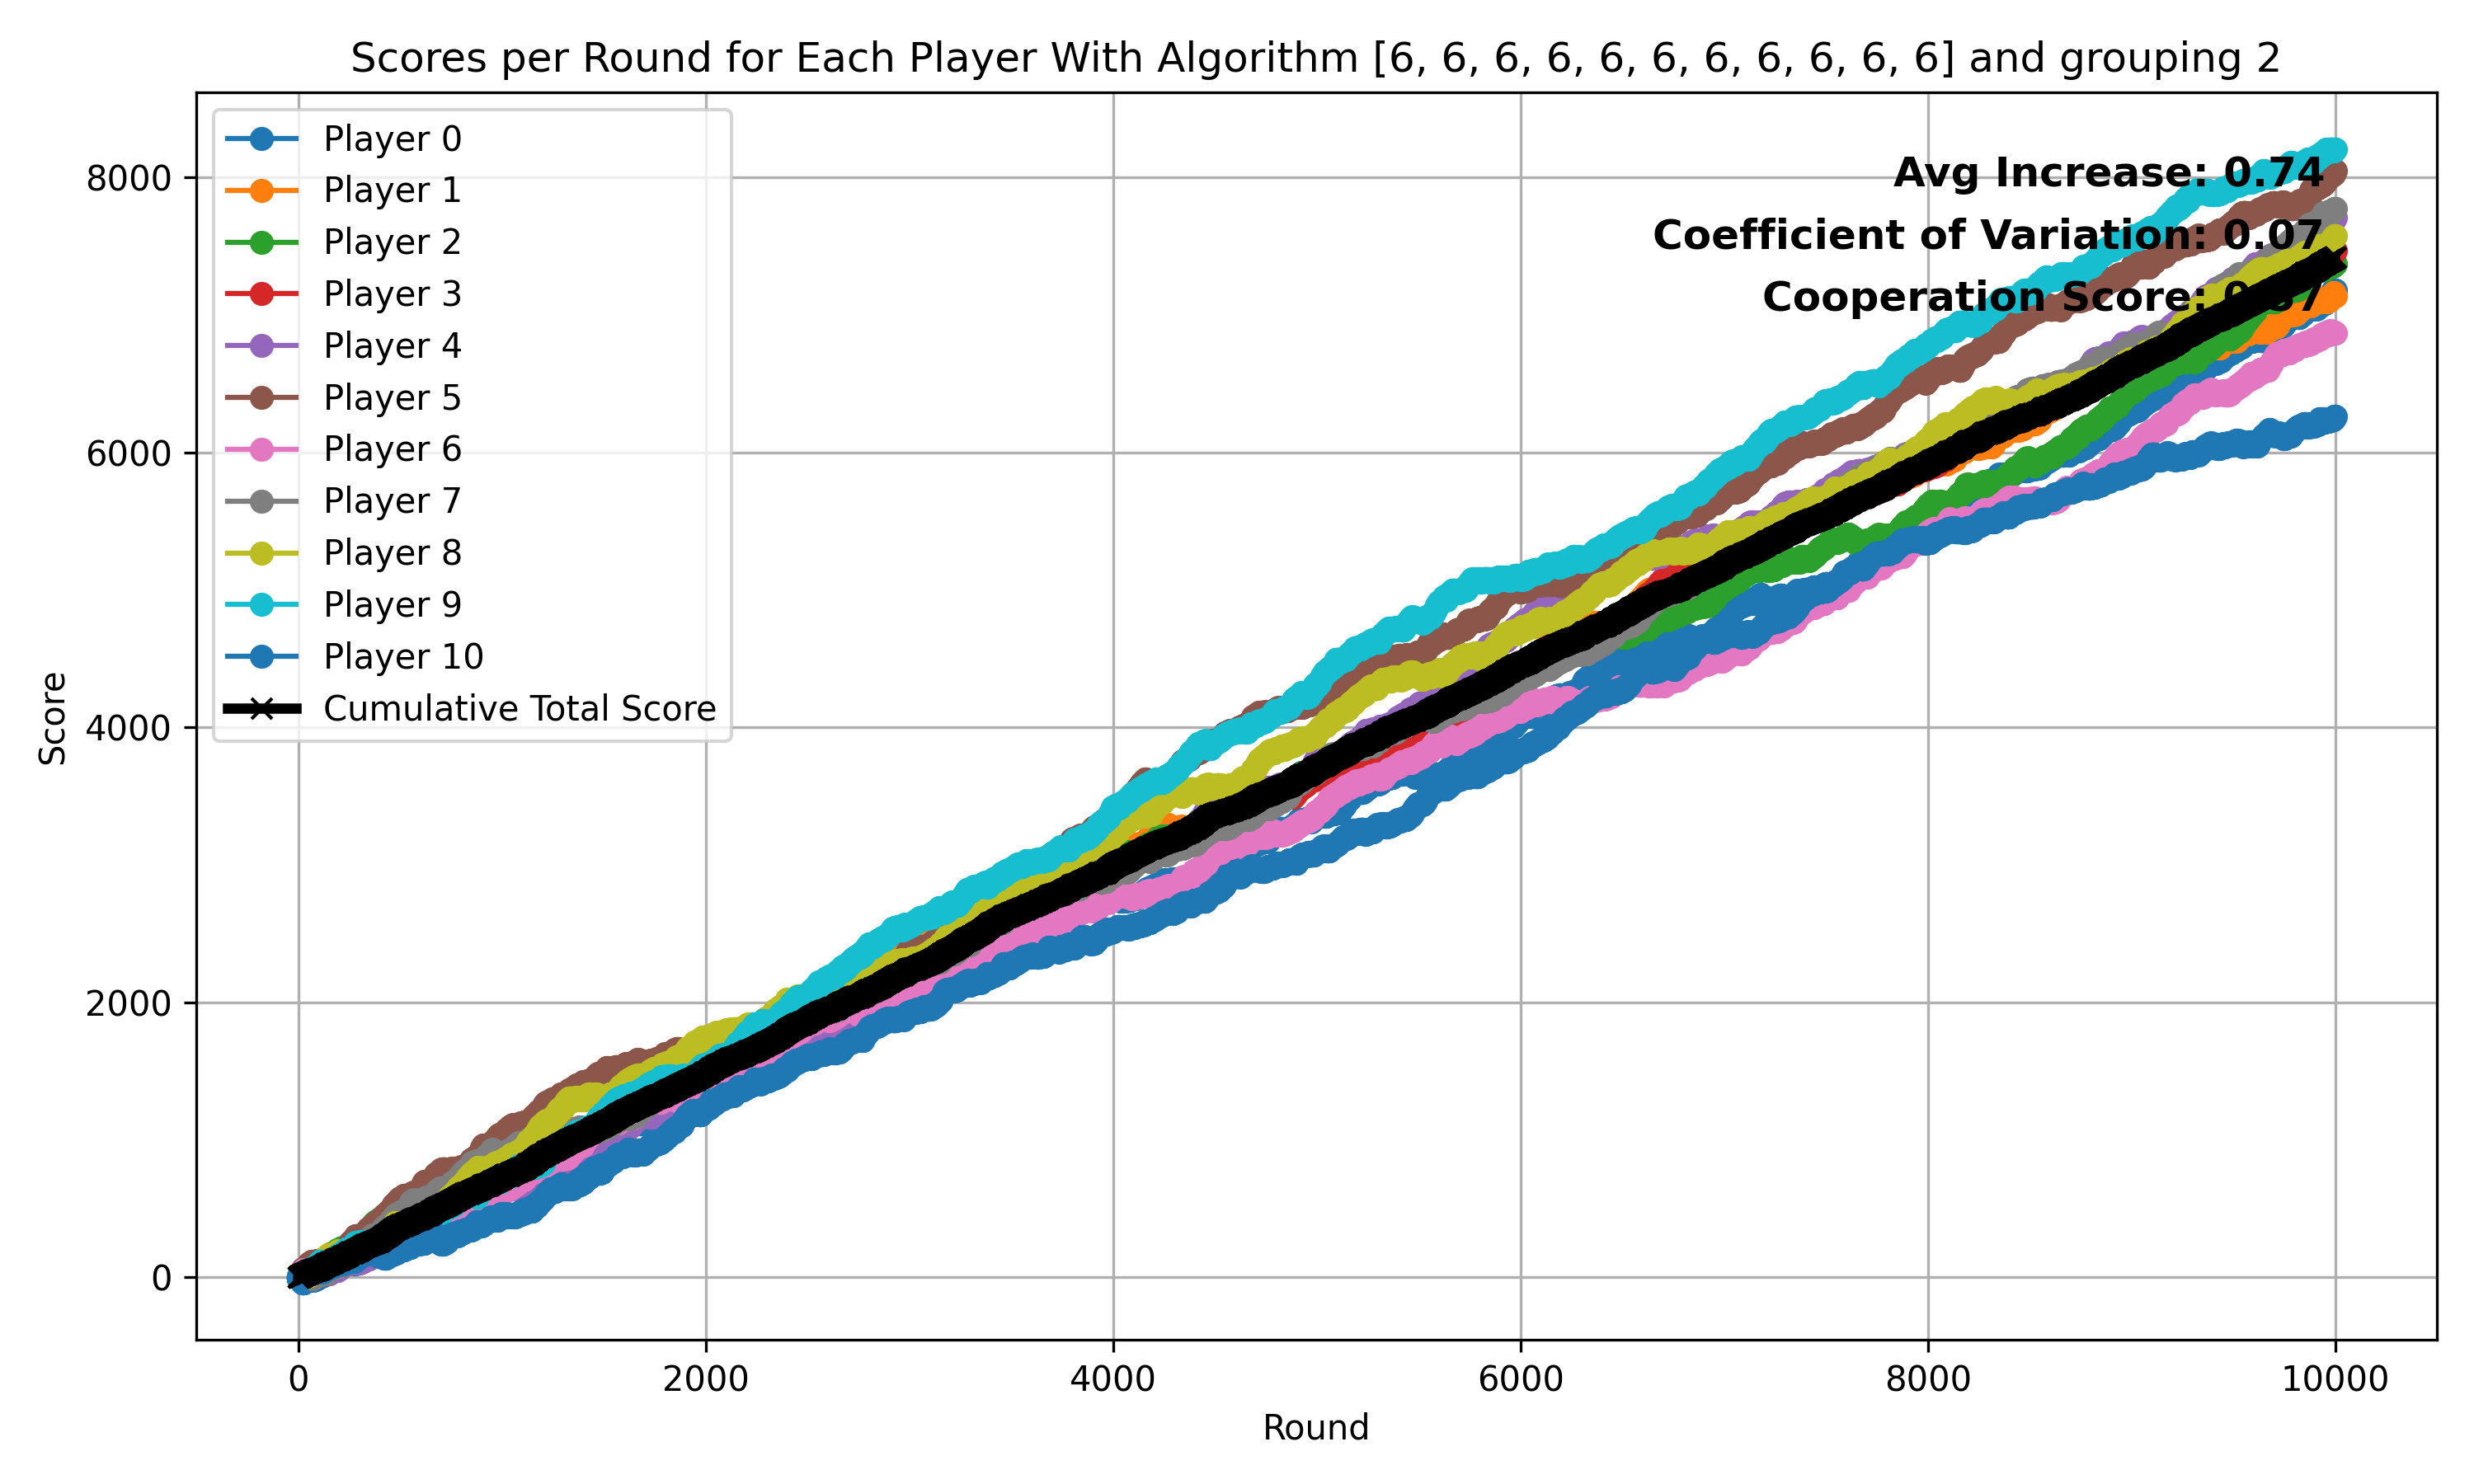 Scores per Round for Each Player With Algorithm [6, 6, 6, 6, 6, 6, 6, 6, 6, 6, 6] and grouping 2
Player 0
Player 1
Player 2
Player 3
Player 4
Player 5
Player 6
Player 7
Player 8
Player 9
Player 10
Cumulative Total Score
Avg Increase: 0.74
Coefficient of Variation: 0.07
Cooperation Score:
Score
8000
6000
4000
2000
0
0 2000 4000 6000 8000 10000
Round